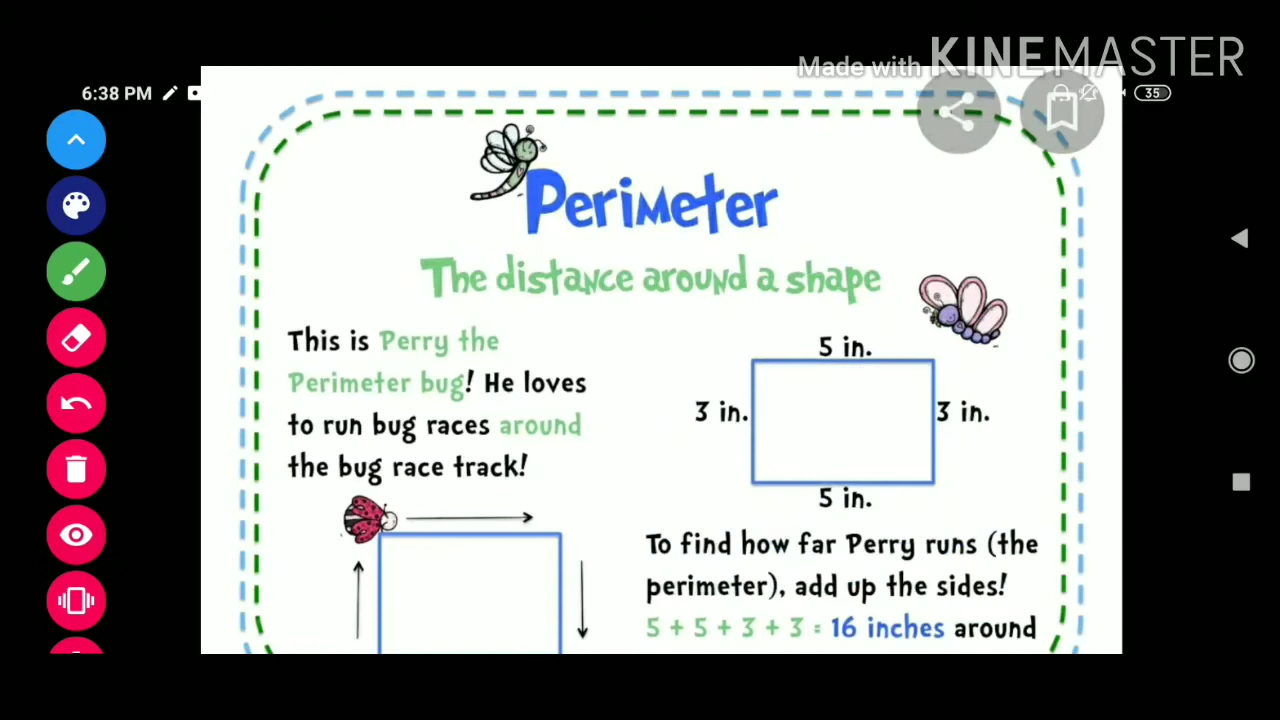 Made with KINEMASTER
6:38 PM
35
Perimeter
The distance around a shape
This is Perry the
Perimeter bug! He loves
to run bug races around
the bug race track!
5 in.
3 in.
3 in.
5 in.
To find how far Perry runs (the
perimeter), add up the sides!
5 + 5 + 3 + 3 = 16 inches around